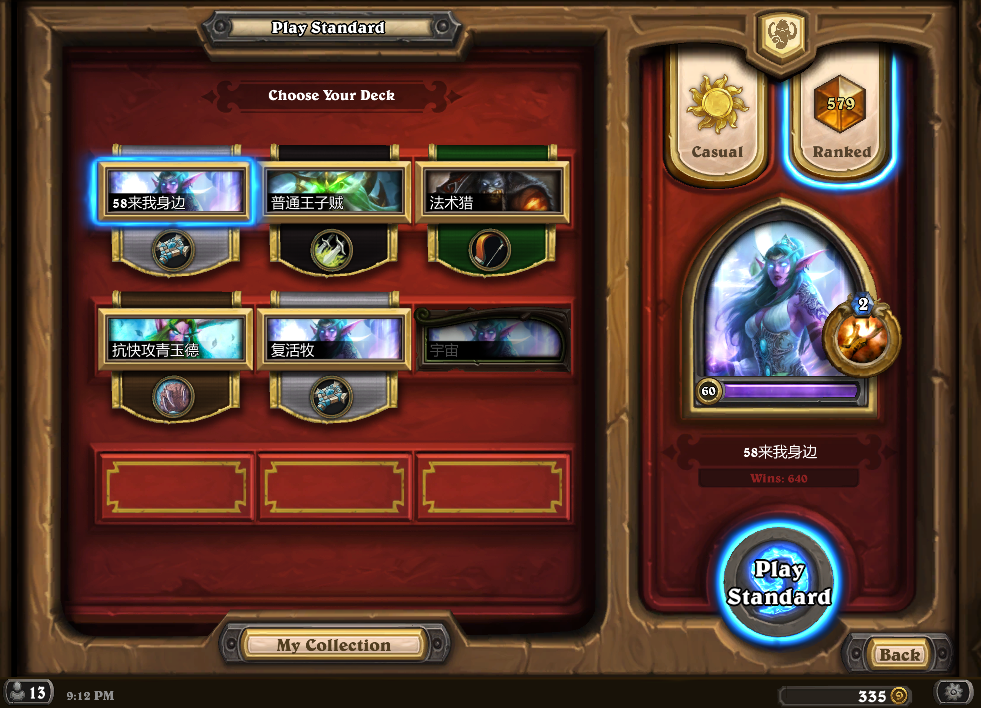 Play Standard
Choose Your Deck
58来我身边
普通王子贼
法术猎
抗快攻青玉德
复活牧
宇宙
My Collection
Casual
579
Ranked
2
60
58来我身边
Wins: 640
Play
Standard
Back
13
9:12 PM
335